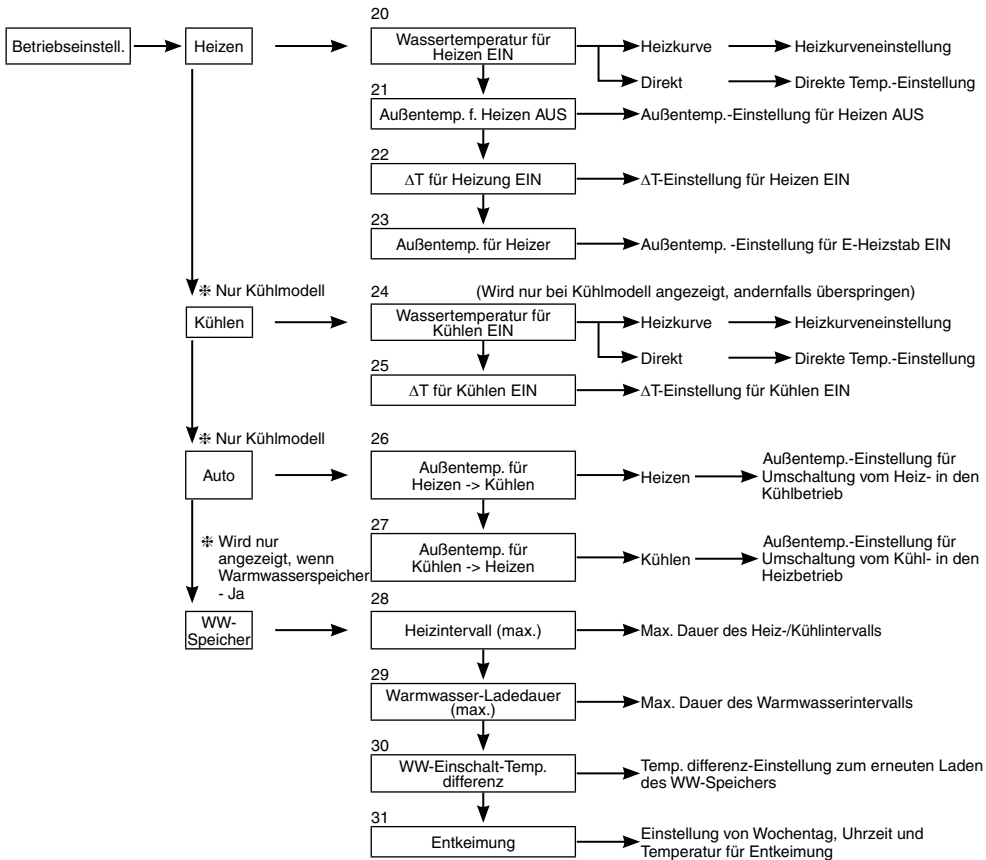 20
Betriebseinstell.
Heizen
Wassertemperatur für
Heizen EIN
Heizkurve
Heizkurveneinstellung
Direkt
Direkte Temp.-Einstellung
21
Außentemp. f. Heizen AUS
Außentemp.-Einstellung für Heizen AUS
22
ΔT für Heizung EIN
ΔT-Einstellung für Heizen EIN
23
Außentemp. für Heizer
Außentemp. -Einstellung für E-Heizstab EIN
❉ Nur Kühlmodell
24
(Wird nur bei Kühlmodell angezeigt, andernfalls überspringen)
Kühlen
Wassertemperatur für
Kühlen EIN
Heizkurve
Heizkurveneinstellung
Direkt
Direkte Temp.-Einstellung
25
ΔT für Kühlen EIN
ΔT-Einstellung für Kühlen EIN
❉ Nur Kühlmodell
26
Auto
Außentemp. für
Heizen -> Kühlen
Heizen
Außentemp.-Einstellung für
Umschaltung vom Heiz- in den
Kühlbetrieb
27
Außentemp. für
Kühlen -> Heizen
Kühlen
Außentemp.-Einstellung für
Umschaltung vom Kühl- in den
Heizbetrieb
❉ Wird nur
angezeigt, wenn
Warmwasserspeicher
- Ja
28
WW-
Speicher
Heizintervall (max.)
Max. Dauer des Heiz-/Kühlintervalls
29
Warmwasser-Ladedauer
(max.)
Max. Dauer des Warmwasserintervalls
30
WW-Einschalt-Temp.
differenz
Temp. differenz-Einstellung zum erneuten Laden
des WW-Speichers
31
Entkeimung
Einstellung von Wochentag, Uhrzeit und
Temperatur für Entkeimung